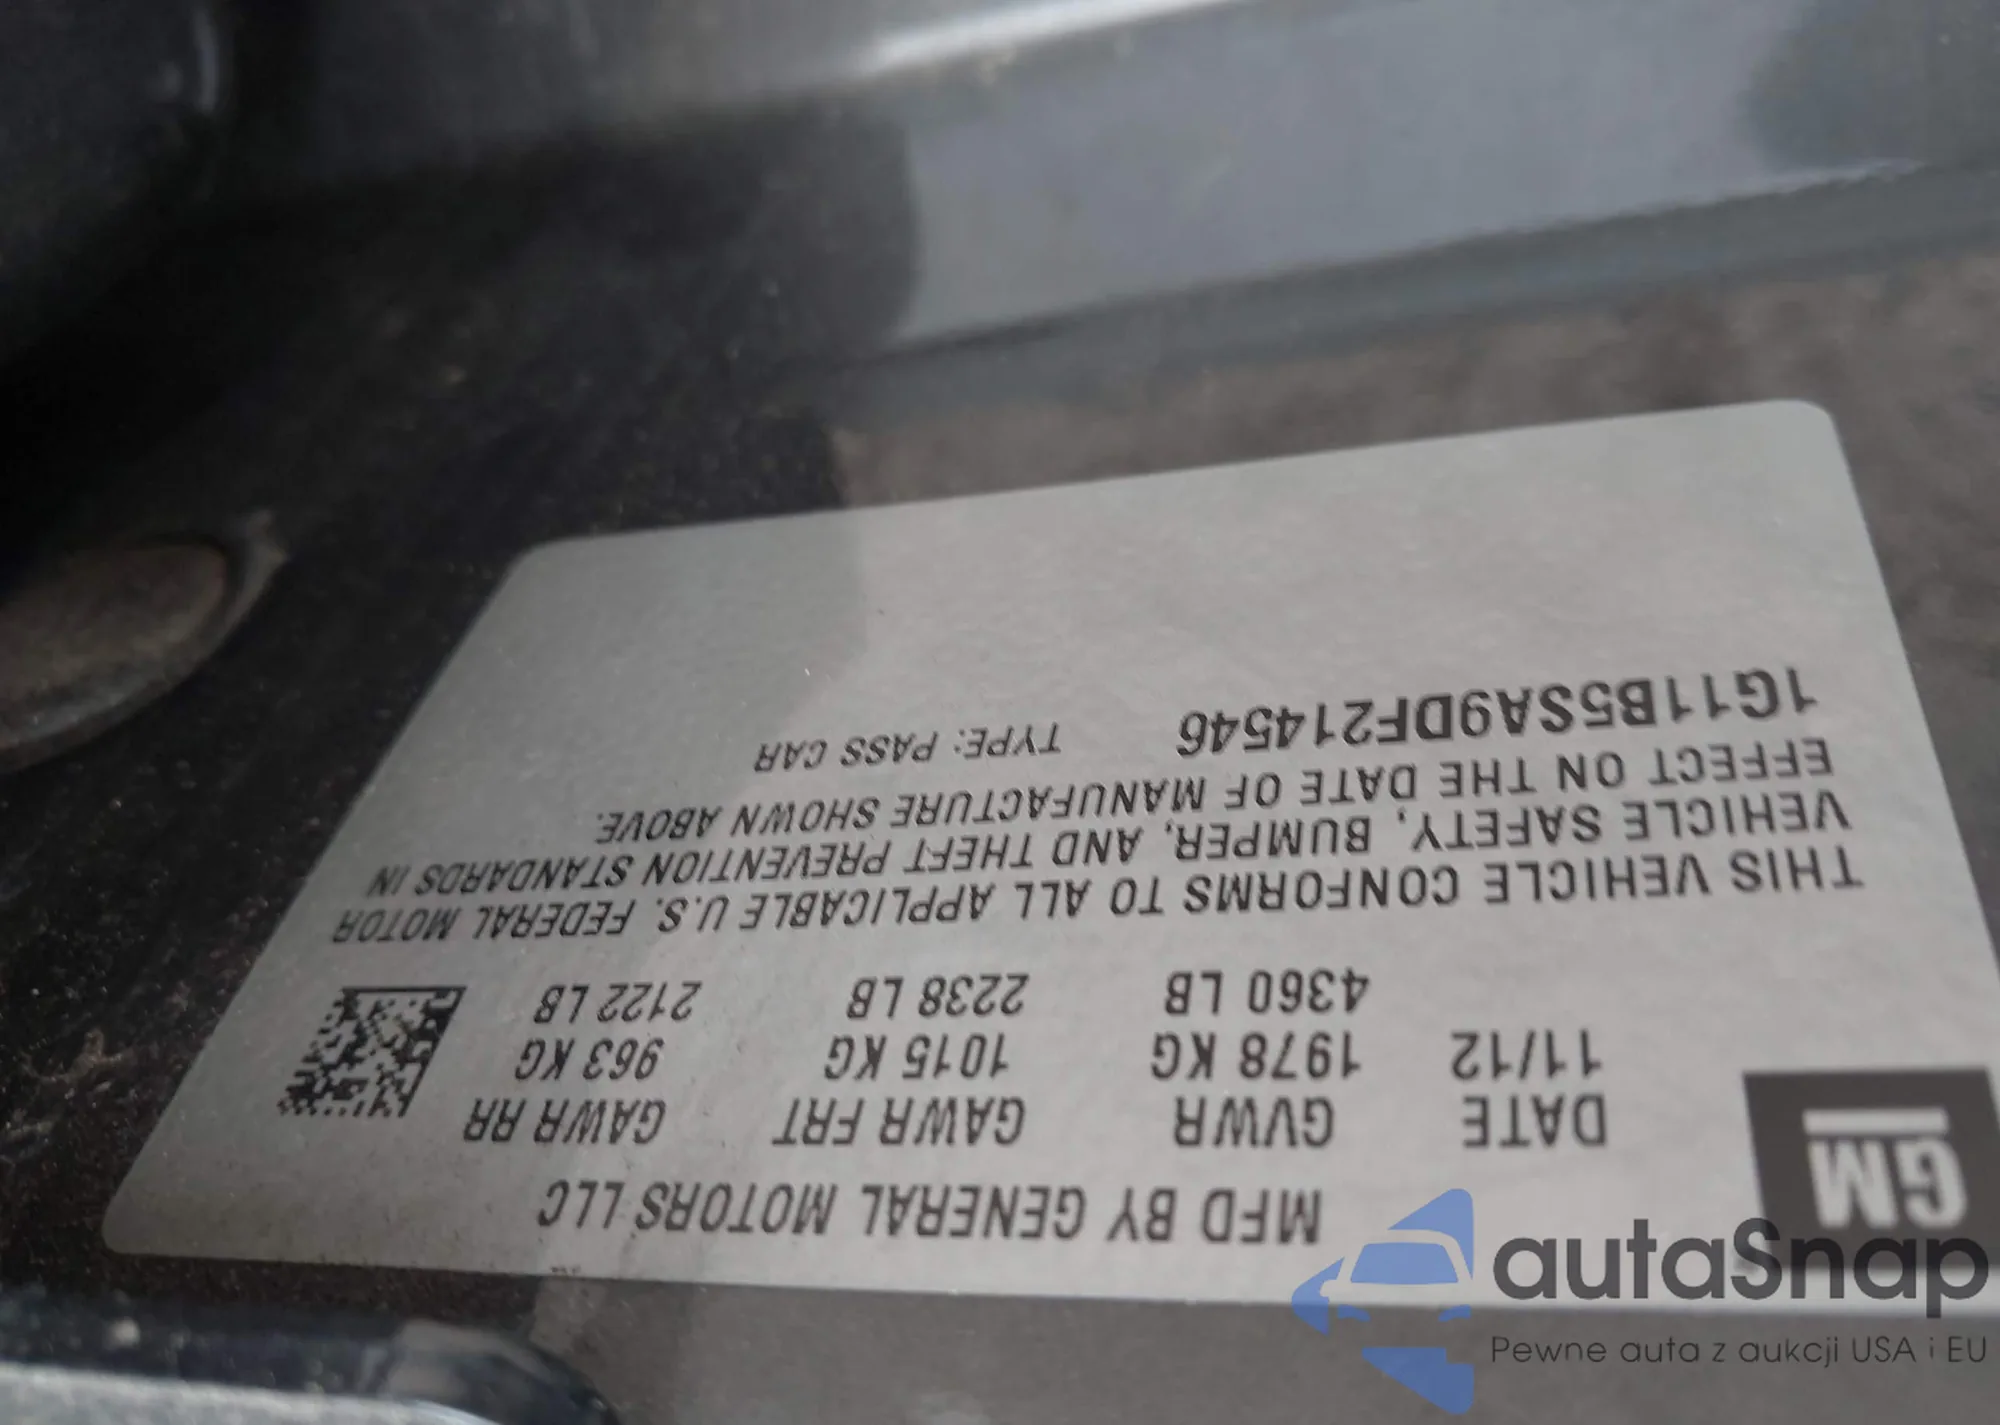 GM
MFD BY GENERAL MOTORS LLC
DATE GVWR GAWR FRT GAWR RR
11/12 1978 KG 1015 KG 963 KG
4360 LB 2238 LB 2122 LB
THIS VEHICLE CONFORMS TO ALL APPLICABLE U.S. FEDERAL MOTOR
VEHICLE SAFETY, BUMPER, AND THEFT PREVENTION STANDARDS IN
EFFECT ON THE DATE OF MANUFACTURE SHOWN ABOVE.
1G11B5SA9DF214546 TYPE: PASS CAR
autaSnap
Pewne auta z aukcji USA i EU